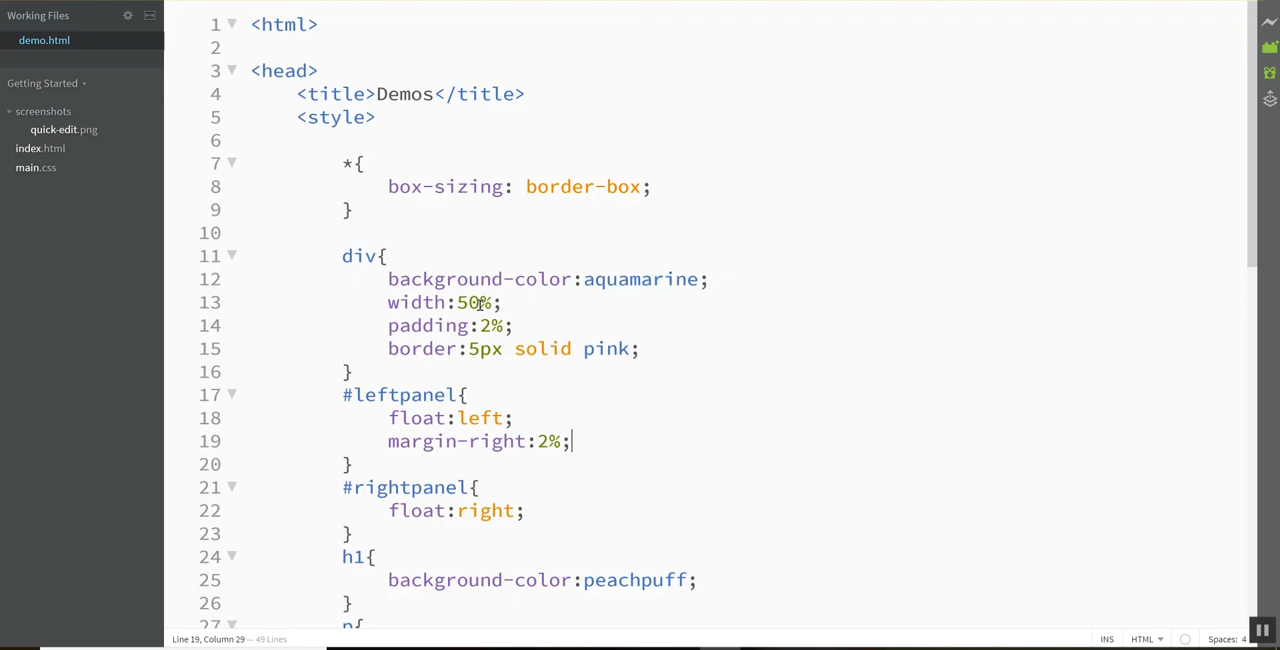 Working Files
demo.html
Getting Started
screenshots
quick-edit.png
index.html
main.css
1 <html>
2
3 <head>
4 <title>Demos</title>
5 <style>
6
7 *{
8 box-sizing: border-box;
9 }
10
11 div{
12 background-color:aquamarine;
13 width:50%;
14 padding:2%;
15 border:5px solid pink;
16 }
17 #leftpanel{
18 float:left;
19 margin-right:2%;
20 }
21 #rightpanel{
22 float:right;
23 }
24 h1{
25 background-color:peachpuff;
26 }
27 p{
Line 19, Column 29 — 49 Lines
INS HTML Spaces: 4